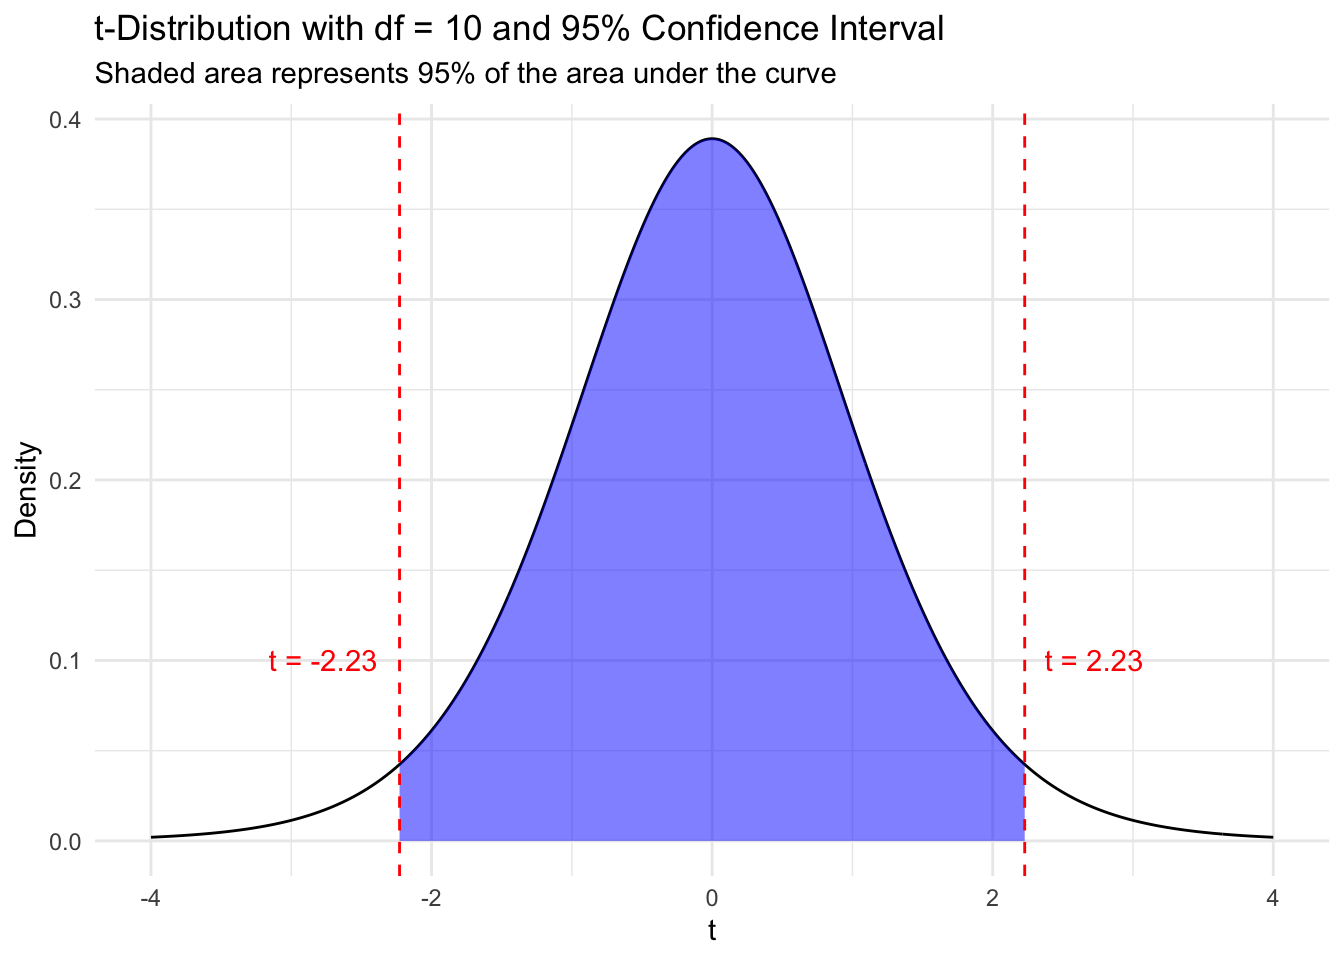 t-Distribution with df = 10 and 95% Confidence Interval
Shaded area represents 95% of the area under the curve
0.4
0.3
0.2
0.1
0.0
Density
t = -2.23
t = 2.23
-4
-2
0
2
4
t